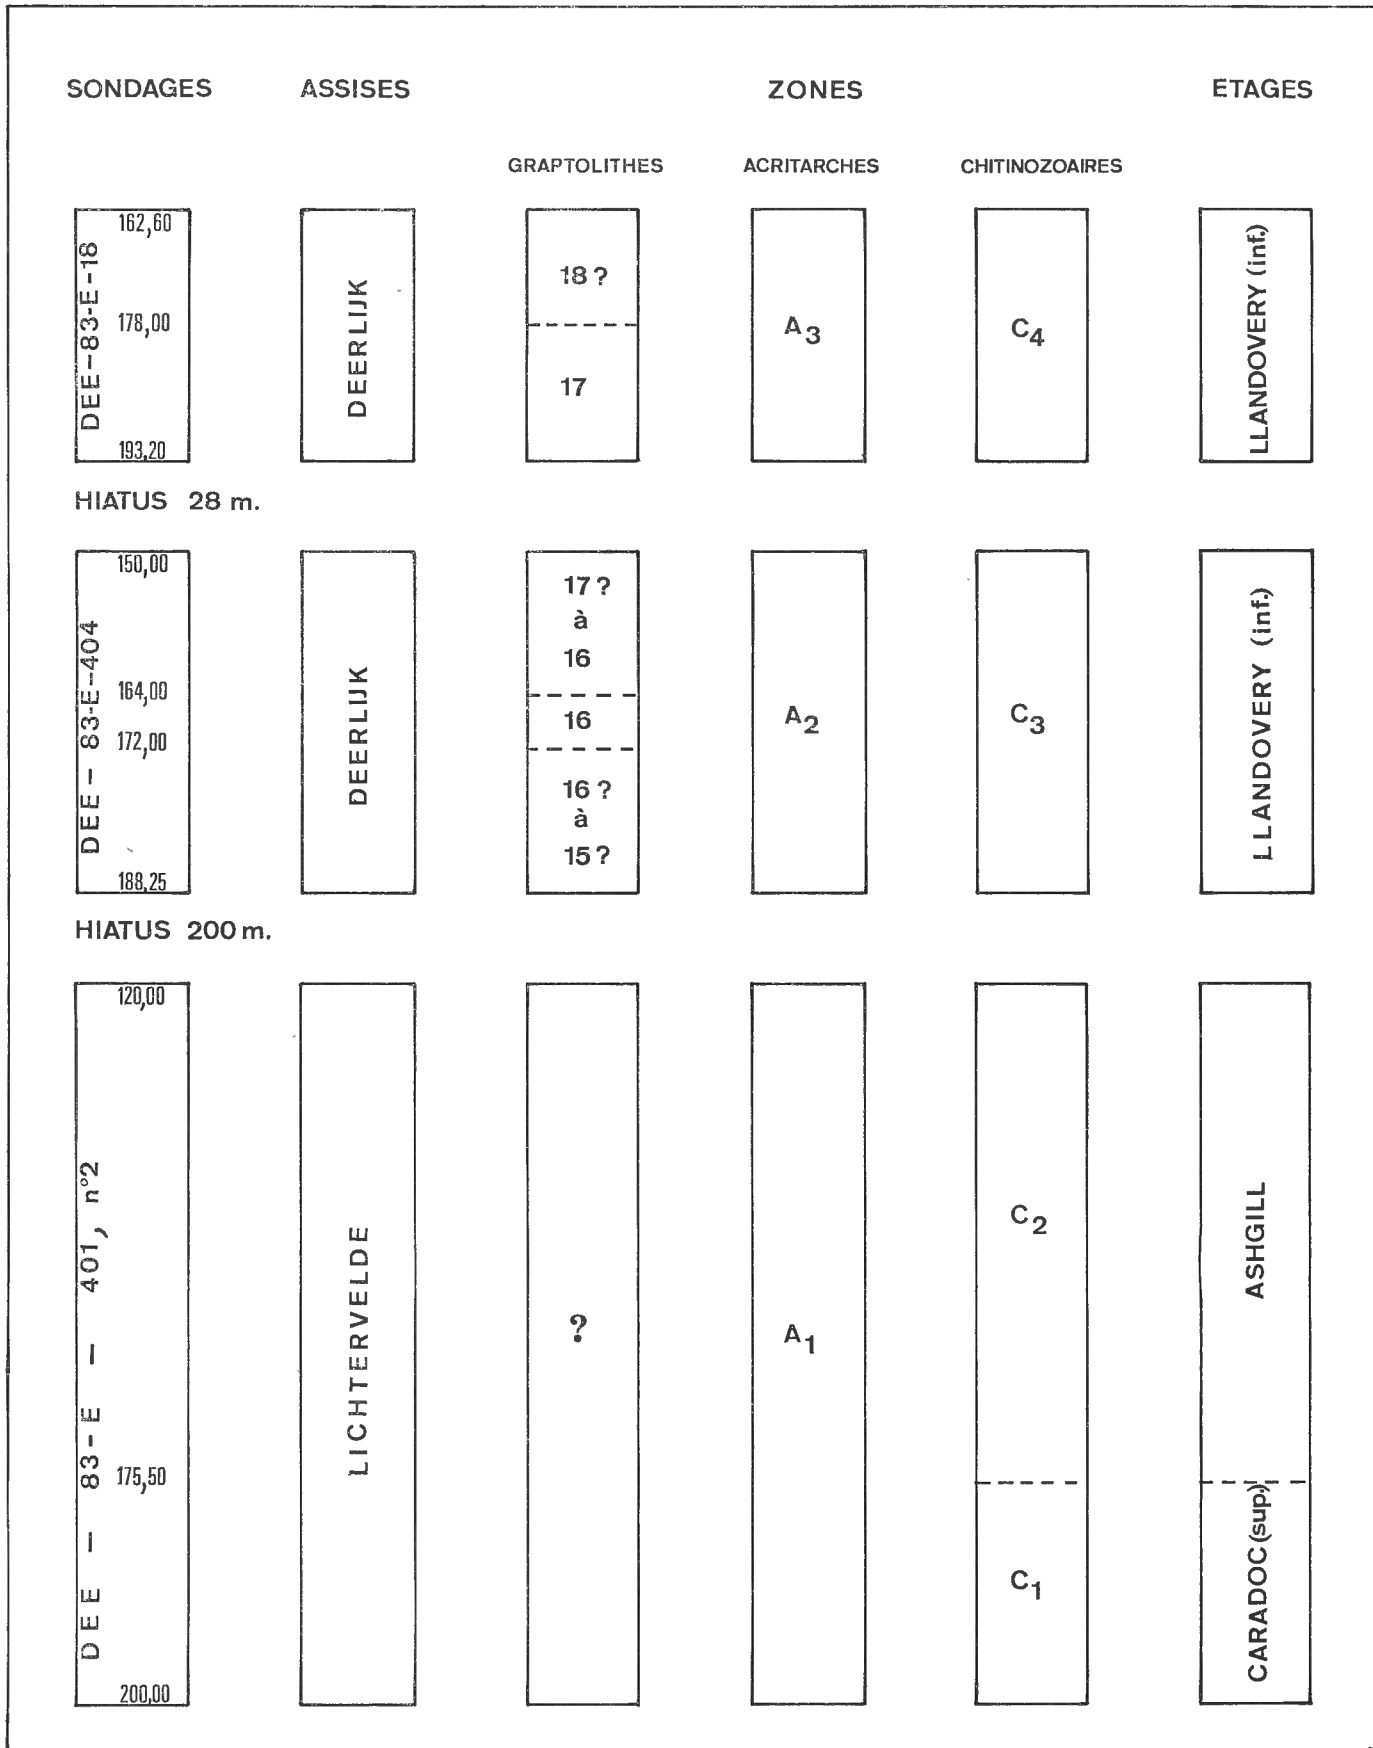 SONDAGES ASSISES ZONES ETAGES
GRAPTOLITHES ACRITARCHES CHITINOZOAIRES
DEE-83-E-18
162,60
178,00
193,20
DEERLIJK
18 ?
17
A3
C4
LLANDOVERY (inf.)
HIATUS 28 m.
DEE - 83-E-404
150,00
164,00
172,00
188,25
DEERLIJK
17 ?
à
16
16
16 ?
à
15 ?
A2
C3
LLANDOVERY (inf.)
HIATUS 200 m.
DEE - 83-E - 401, n°2
120,00
175,50
200,00
LICHTERVELDE
?
A1
C2
C1
ASHGILL
CARADOC (sup.)